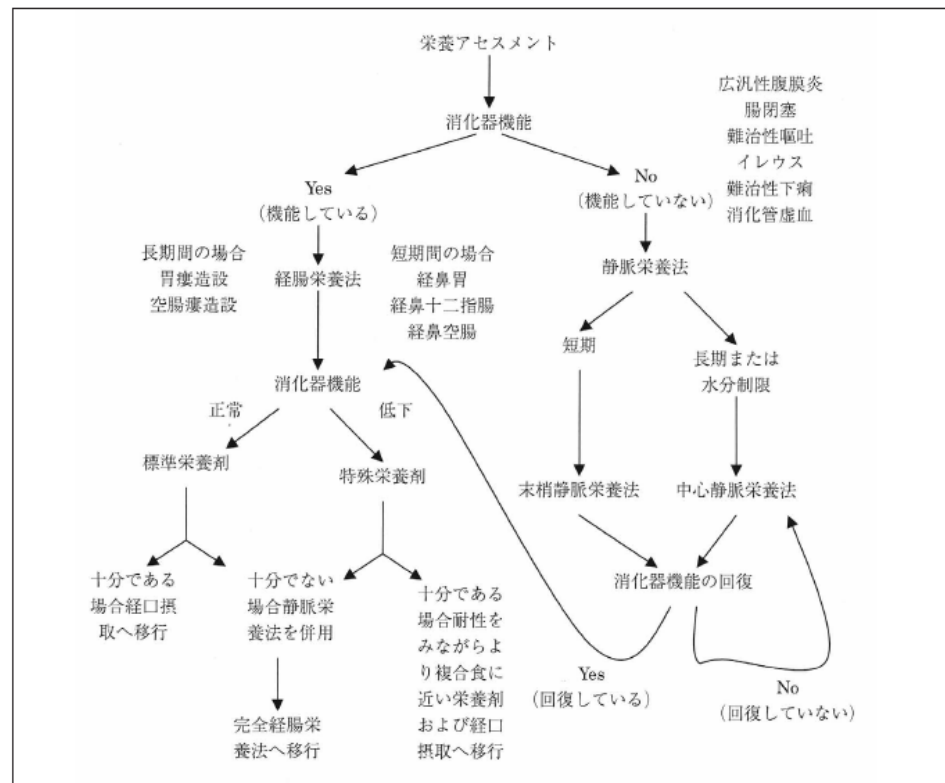 栄養アセスメント
消化器機能
広汎性腹膜炎
腸閉塞
難治性嘔吐
イレウス
難治性下痢
消化管虚血
Yes
(機能している)
No
(機能していない)
長期間の場合
胃瘻造設
空腸瘻造設
経腸栄養法
短期間の場合
経鼻胃
経鼻十二指腸
経鼻空腸
静脈栄養法
短期
長期または
水分制限
消化器機能
正常
低下
標準栄養剤
特殊栄養剤
末梢静脈栄養法
中心静脈栄養法
十分である
場合経口摂
取へ移行
十分でない
場合静脈栄
養法を併用
十分である
場合耐性を
みながらよ
り複合食に
近い栄養剤
および経口
摂取へ移行
消化器機能の回復
Yes
(回復している)
No
(回復していない)
完全経腸栄
養法へ移行